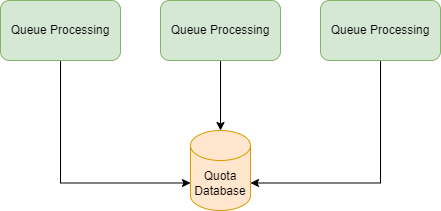 Queue Processing
Queue Processing
Queue Processing
Quota
Database